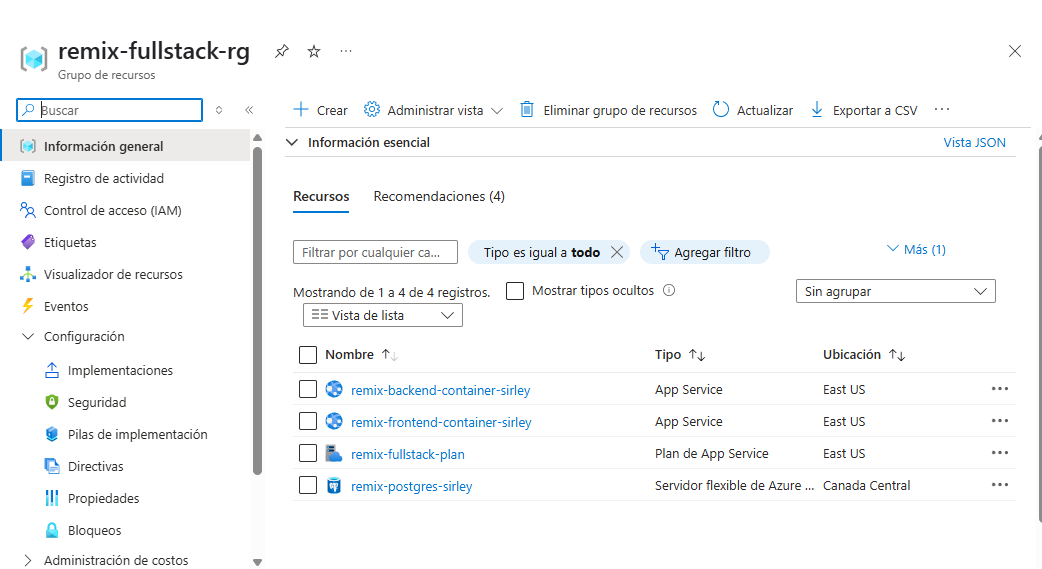 remix-fullstack-rg
Grupo de recursos
Buscar
Crear Administrar vista Eliminar grupo de recursos Actualizar Exportar a CSV
Información general
Registro de actividad
Control de acceso (IAM)
Etiquetas
Visualizador de recursos
Eventos
Configuración
Implementaciones
Seguridad
Pilas de implementación
Directivas
Propiedades
Bloqueos
Administración de costos
Información esencial Vista JSON
Recursos Recomendaciones (4)
Filtrar por cualquier ca... Tipo es igual a todo Agregar filtro Más (1)
Mostrando de 1 a 4 de 4 registros. Mostrar tipos ocultos Sin agrupar
Vista de lista
Nombre Tipo Ubicación
remix-backend-container-sirley App Service East US
remix-frontend-container-sirley App Service East US
remix-fullstack-plan Plan de App Service East US
remix-postgres-sirley Servidor flexible de Azure ... Canada Central